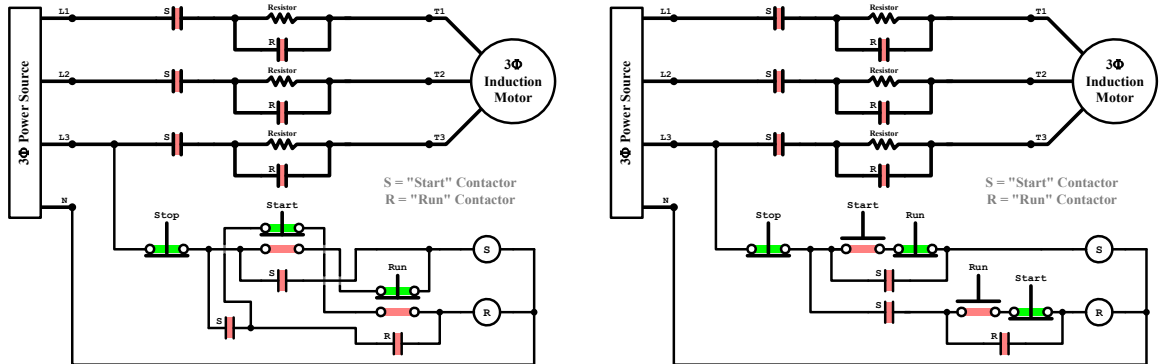 3Φ Power Source
L1
S
Resistor
R
T1
L2
S
Resistor
R
T2
3Φ
Induction
Motor
L3
S
Resistor
R
T3
S = "Start" Contactor
R = "Run" Contactor
N
Stop
Start
S
Run
S
R
S
R
3Φ Power Source
L1
S
Resistor
R
T1
L2
S
Resistor
R
T2
3Φ
Induction
Motor
L3
S
Resistor
R
T3
S = "Start" Contactor
R = "Run" Contactor
N
Stop
Start
Run
S
S
Run
Start
S
R
R